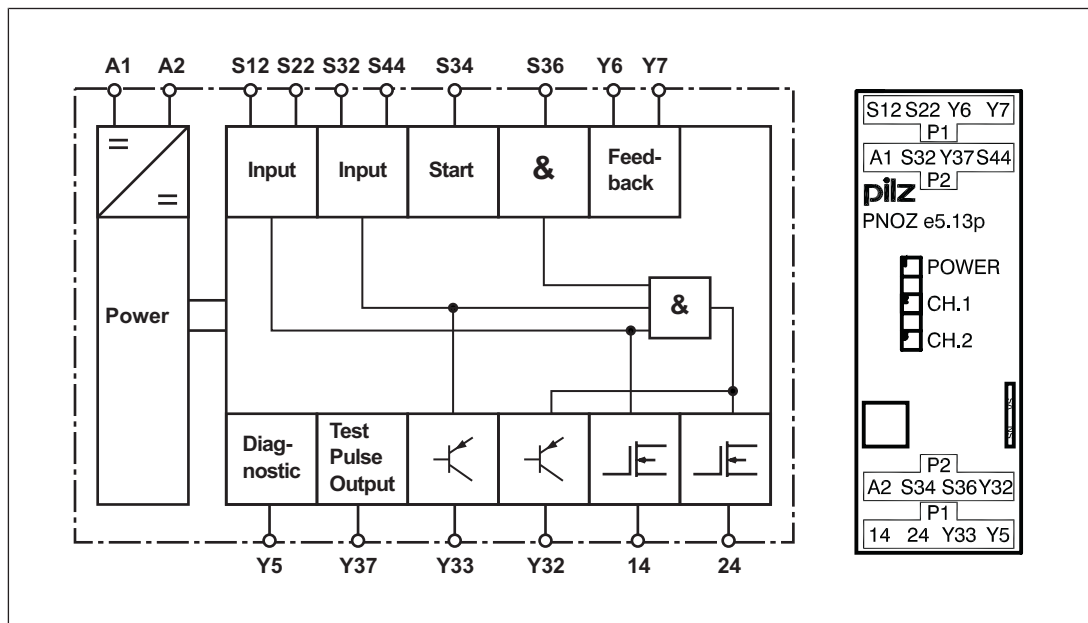 A1 A2 S12 S22 S32 S44 S34 S36 Y6 Y7
=
=
Power
Input
Input
Start
&
Feed-
back
&
Diag-
nostic
Test
Pulse
Output
Y5 Y37 Y33 Y32 14 24
S12 S22 Y6 Y7
P1
A1 S32 Y37 S44
P2
pilz
PNOZ e5.13p
POWER
CH.1
CH.2
P2
A2 S34 S36 Y32
P1
14 24 Y33 Y5